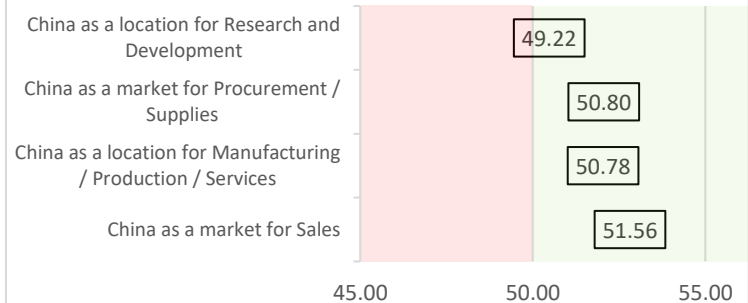 China as a location for Research and
Development
49.22
China as a market for Procurement /
Supplies
50.80
China as a location for Manufacturing
/ Production / Services
50.78
China as a market for Sales
51.56
45.00 50.00 55.00